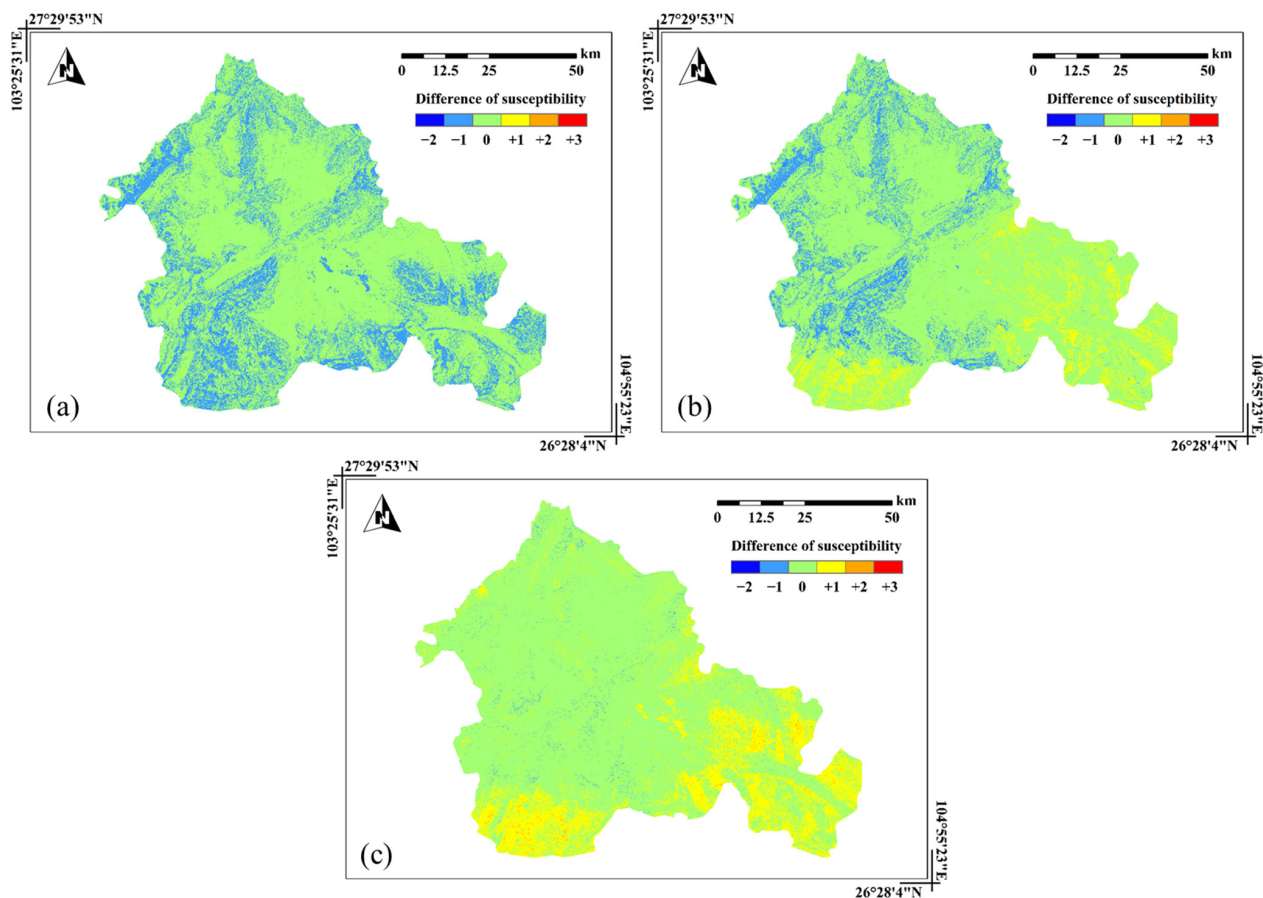 27°29'53"N
103°25'31"E
N
km
0 12.5 25 50
Difference of susceptibility
−2 −1 0 +1 +2 +3
(a)
104°55'23"E
26°28'4"N
27°29'53"N
103°25'31"E
N
km
0 12.5 25 50
Difference of susceptibility
−2 −1 0 +1 +2 +3
(b)
104°55'23"E
26°28'4"N
27°29'53"N
103°25'31"E
N
km
0 12.5 25 50
Difference of susceptibility
−2 −1 0 +1 +2 +3
(c)
104°55'23"E
26°28'4"N